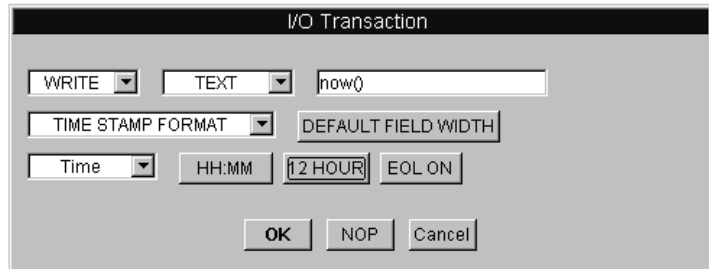 I/O Transaction
WRITE TEXT now()
TIME STAMP FORMAT DEFAULT FIELD WIDTH
Time HH:MM 12 HOUR EOL ON
OK NOP Cancel